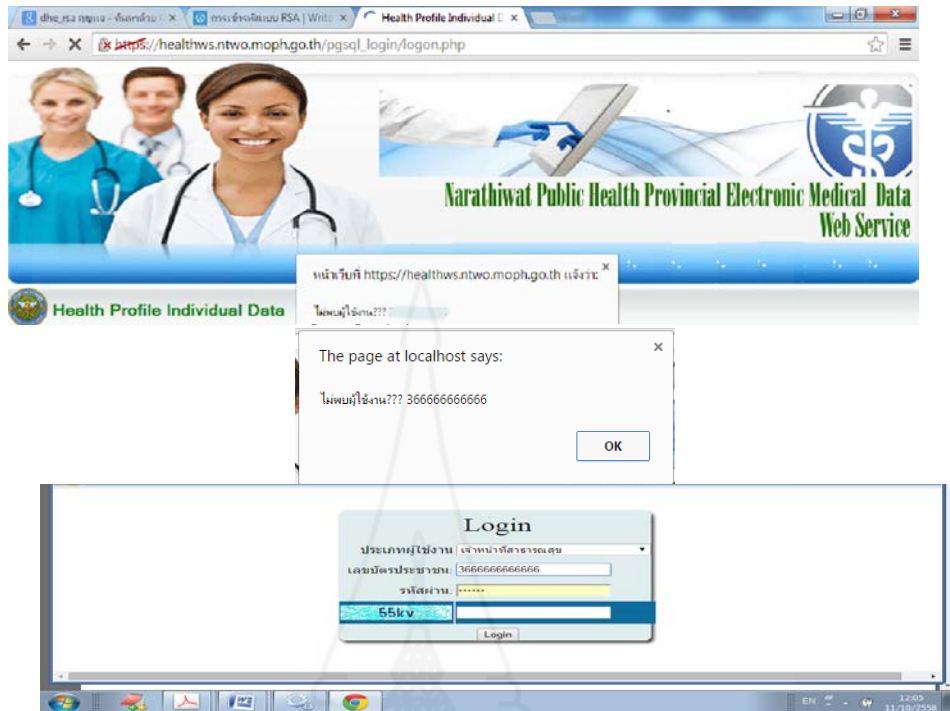 dhe_rsa กุญแจ - ค้นหาด้วย
การเข้ารหัสแบบ RSA | Write
Health Profile Individual D
https://healthws.ntwo.moph.go.th/pgsql_login/logon.php
Narathiwat Public Health Provincial Electronic Medical Data
Web Service
หน้าเว็บที่ https://healthws.ntwo.moph.go.th แจ้งว่า:
Health Profile Individual Data
ไม่พบผู้ใช้งาน???
The page at localhost says:
ไม่พบผู้ใช้งาน??? 366666666666
OK
Login
ประเภทผู้ใช้งาน เจ้าหน้าที่สาธารณสุข
เลขบัตรประชาชน: 3666666666666
รหัสผ่าน:
55kv
Login
EN
12:05
11/10/2558